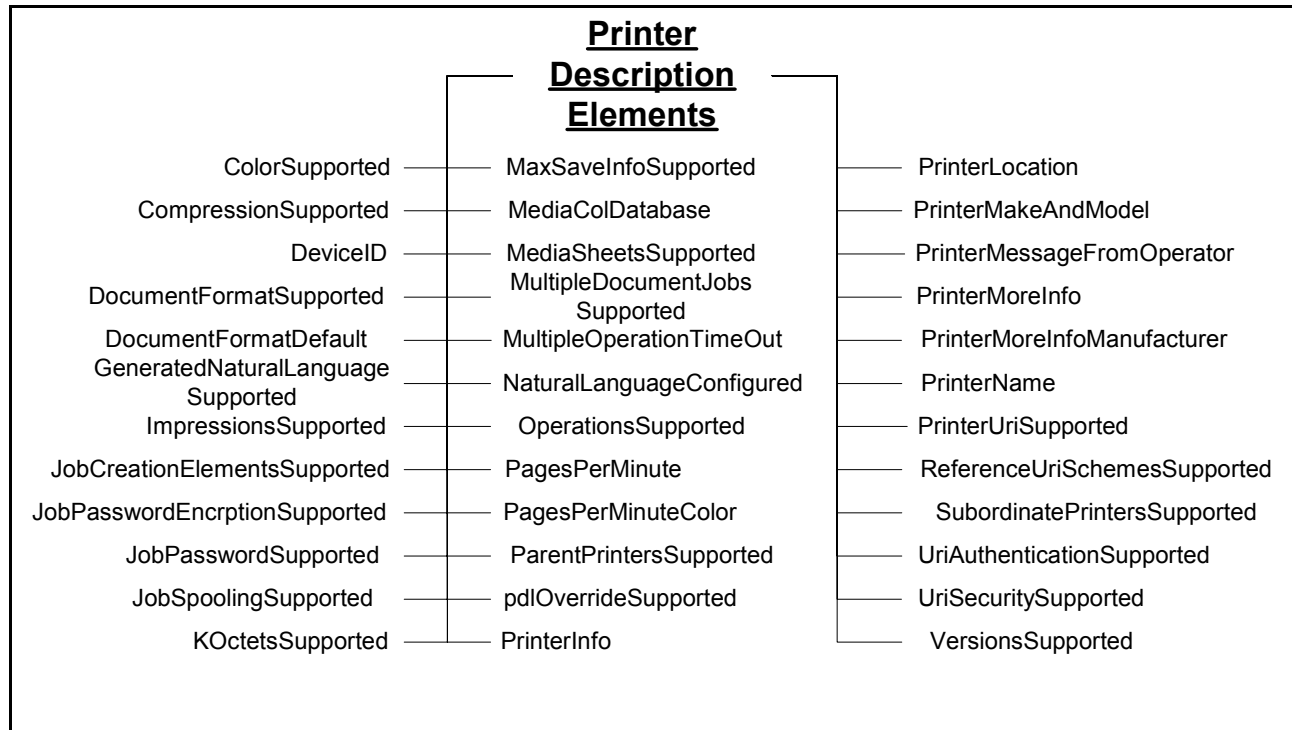 Printer
Description
Elements
ColorSupported
CompressionSupported
DeviceID
DocumentFormatSupported
DocumentFormatDefault
GeneratedNaturalLanguage
Supported
ImpressionsSupported
JobCreationElementsSupported
JobPasswordEncrptionSupported
JobPasswordSupported
JobSpoolingSupported
KOctetsSupported
MaxSaveInfoSupported
MediaColDatabase
MediaSheetsSupported
MultipleDocumentJobs
Supported
MultipleOperationTimeOut
NaturalLanguageConfigured
OperationsSupported
PagesPerMinute
PagesPerMinuteColor
ParentPrintersSupported
pdlOverrideSupported
PrinterInfo
PrinterLocation
PrinterMakeAndModel
PrinterMessageFromOperator
PrinterMoreInfo
PrinterMoreInfoManufacturer
PrinterName
PrinterUriSupported
ReferenceUriSchemesSupported
SubordinatePrintersSupported
UriAuthenticationSupported
UriSecuritySupported
VersionsSupported